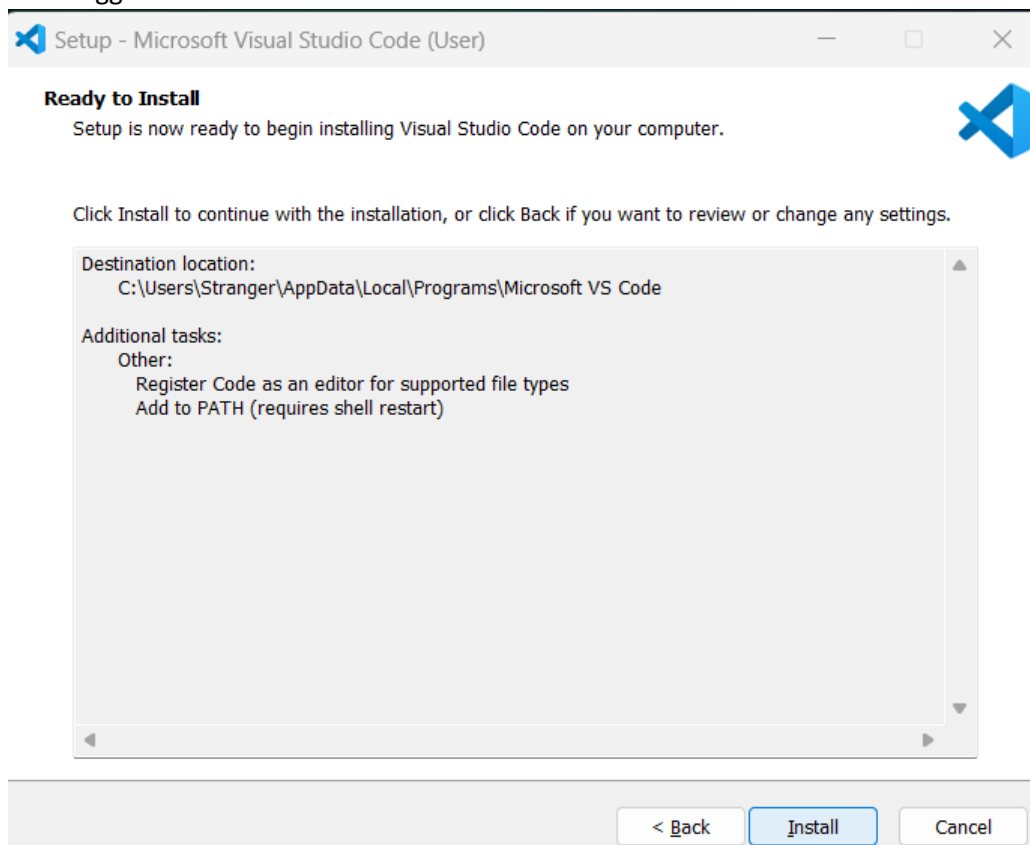 Setup - Microsoft Visual Studio Code (User)
Ready to Install
Setup is now ready to begin installing Visual Studio Code on your computer.
Click Install to continue with the installation, or click Back if you want to review or change any settings.
Destination location:
C:\Users\Stranger\AppData\Local\Programs\Microsoft VS Code
Additional tasks:
Other:
Register Code as an editor for supported file types
Add to PATH (requires shell restart)
< Back
Install
Cancel